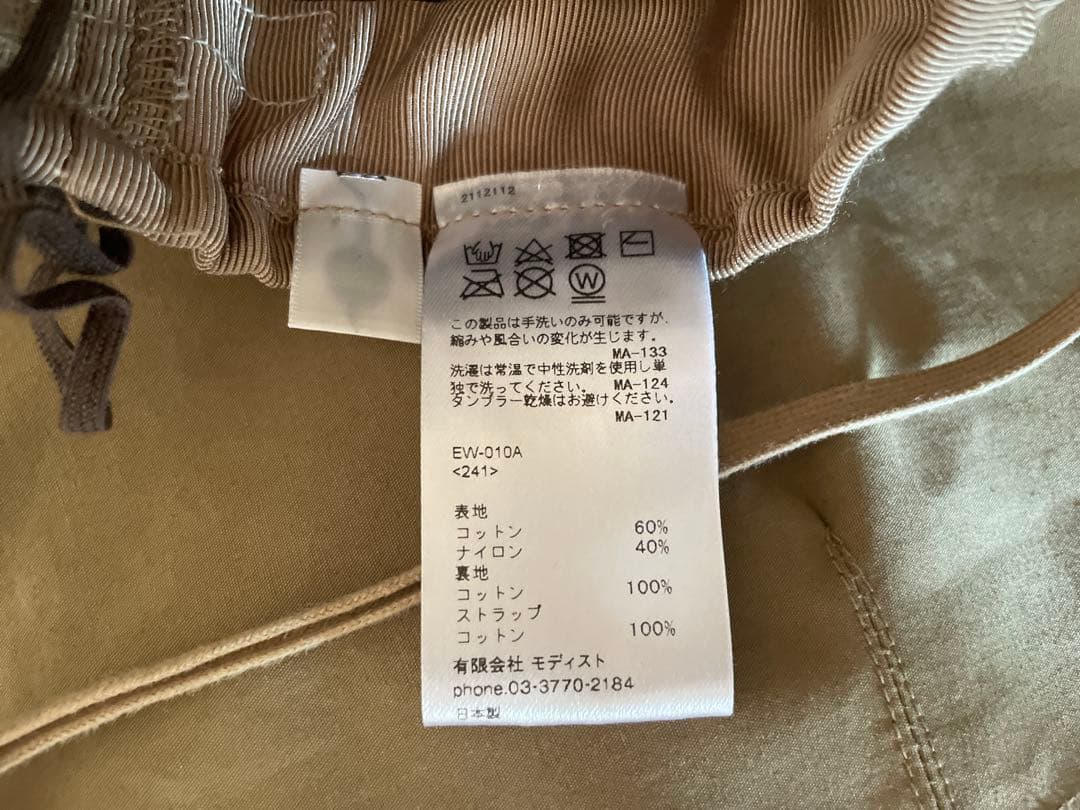 2112112
W
この製品は手洗いのみ可能ですが、
縮みや風合いの変化が生じます。
MA-133
洗濯は常温で中性洗剤を使用し単
独で洗ってください。 MA-124
タンブラー乾燥はお避けください。
MA-121
EW-010A
<241>
表地
コットン 60%
ナイロン 40%
裏地
コットン 100%
ストラップ
コットン 100%
有限会社 モディスト
phone.03-3770-2184
日本製